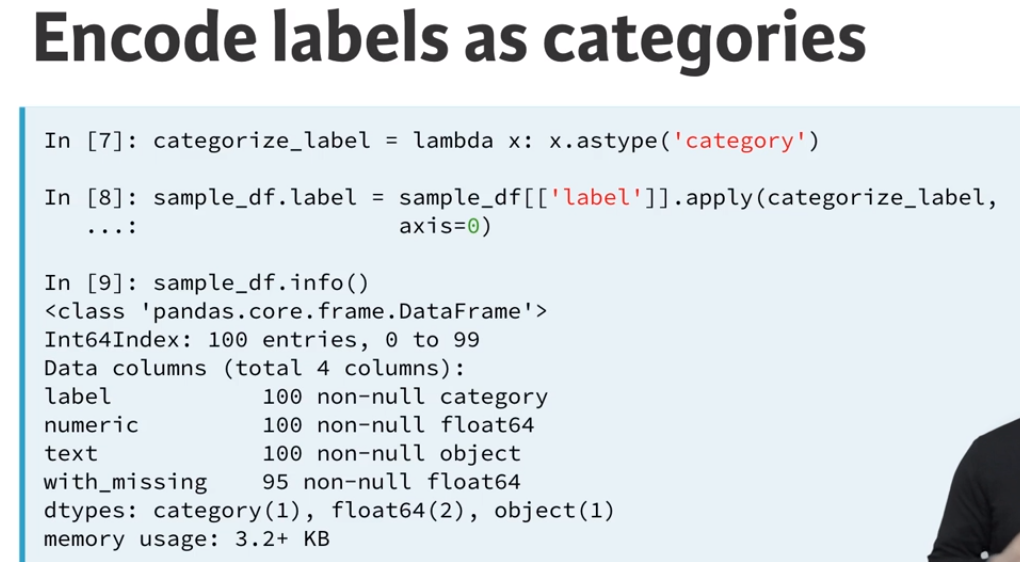 Encode labels as categories
In [7]: categorize_label = lambda x: x.astype('category')
In [8]: sample_df.label = sample_df[['label']].apply(categorize_label,
...: axis=0)
In [9]: sample_df.info()
<class 'pandas.core.frame.DataFrame'>
Int64Index: 100 entries, 0 to 99
Data columns (total 4 columns):
label 100 non-null category
numeric 100 non-null float64
text 100 non-null object
with_missing 95 non-null float64
dtypes: category(1), float64(2), object(1)
memory usage: 3.2+ KB